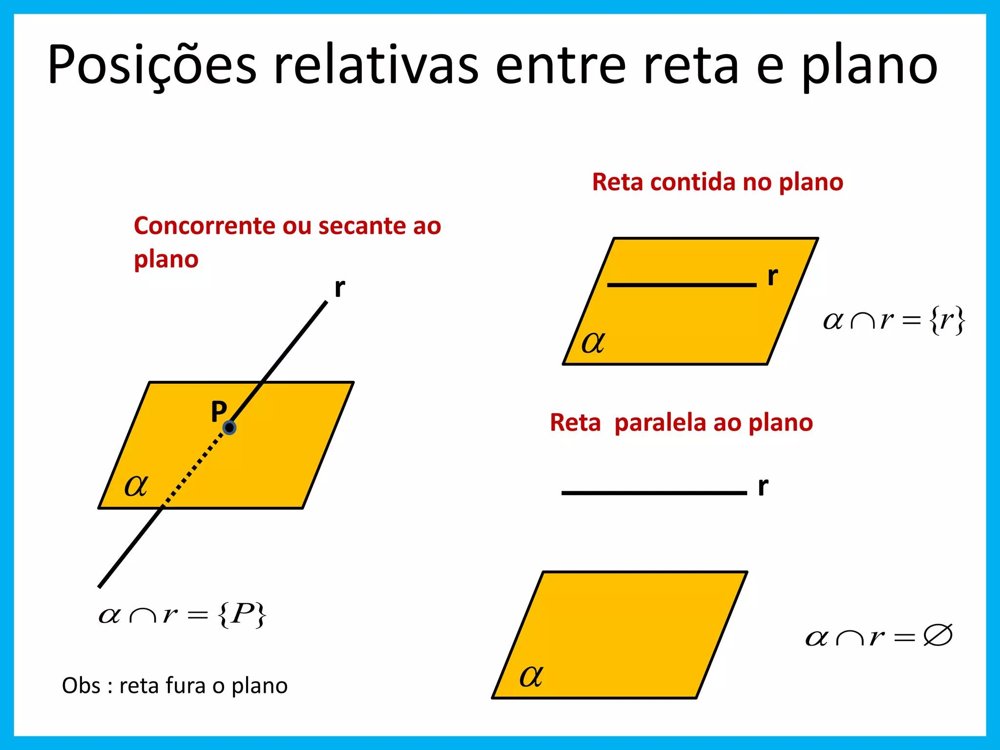 Posições relativas entre reta e plano
Concorrente ou secante ao
plano
r
P
α
α ∩ r = {P}
Obs : reta fura o plano
Reta contida no plano
r
α
α ∩ r = {r}
Reta  paralela ao plano
r
α
α ∩ r = ∅